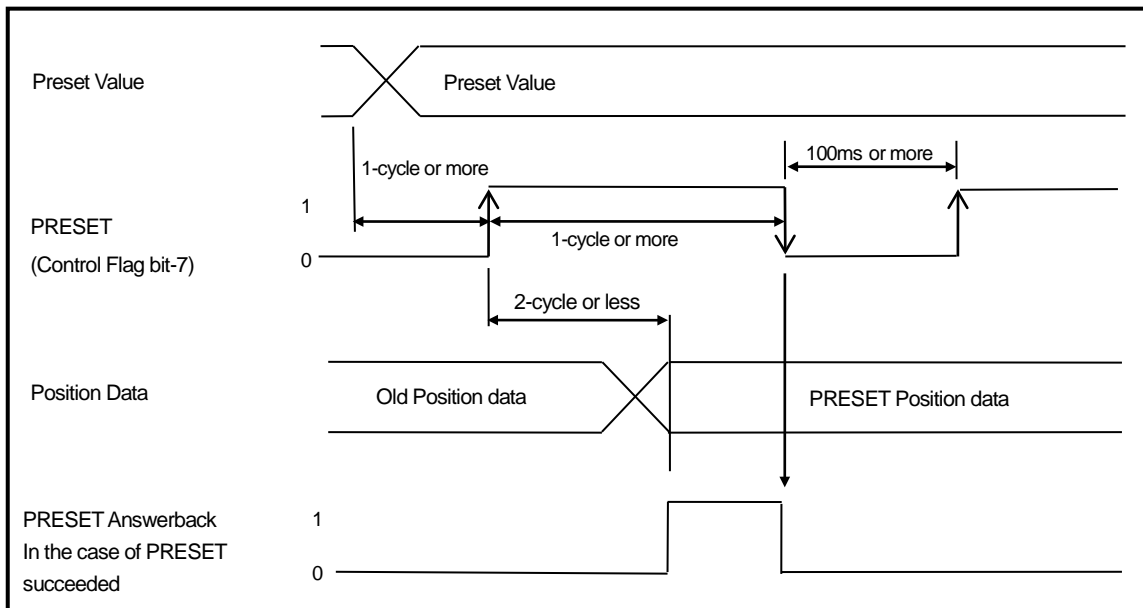 Preset Value
Preset Value
1-cycle or more
100ms or more
1
PRESET
1-cycle or more
(Control Flag bit-7)
0
2-cycle or less
Position Data
Old Position data
PRESET Position data
PRESET Answerback
1
In the case of PRESET
0
succeeded